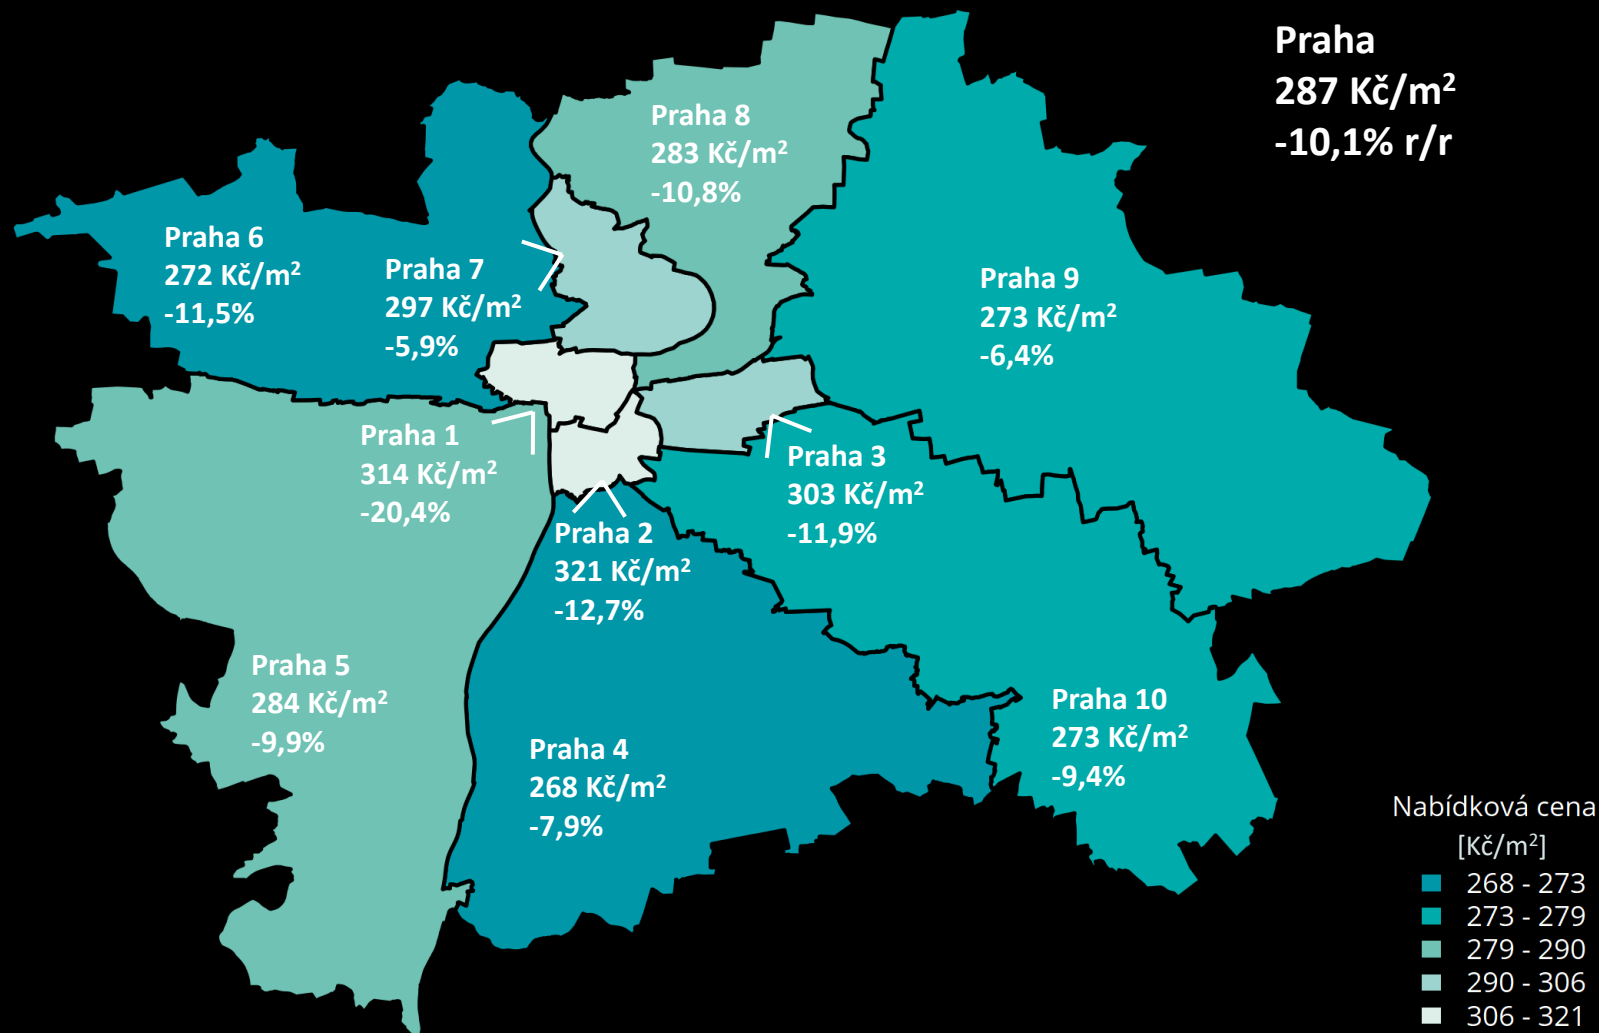 Praha
287 Kč/m²
-10,1% r/r
Praha 8
283 Kč/m²
-10,8%
Praha 6
272 Kč/m²
-11,5%
Praha 7
297 Kč/m²
-5,9%
Praha 9
273 Kč/m²
-6,4%
Praha 1
314 Kč/m²
-20,4%
Praha 3
303 Kč/m²
-11,9%
Praha 2
321 Kč/m²
-12,7%
Praha 5
284 Kč/m²
-9,9%
Praha 10
273 Kč/m²
-9,4%
Praha 4
268 Kč/m²
-7,9%
Nabídková cena
[Kč/m²]
268 - 273
273 - 279
279 - 290
290 - 306
306 - 321